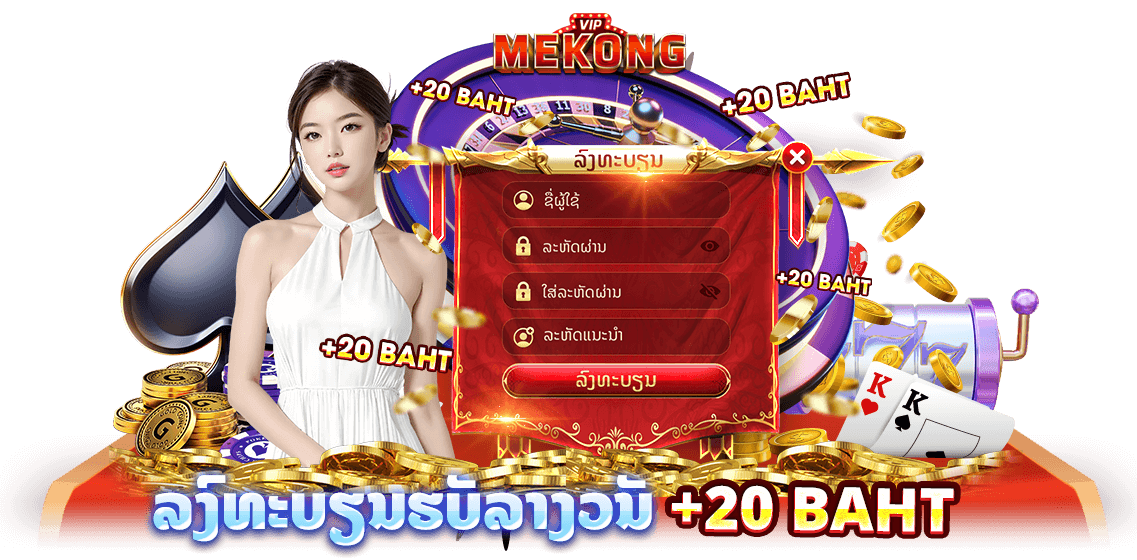 VIP
MEKONG
+20 BAHT
+20 BAHT
ລົງທະບຽນ
ຊື່ຜູ້ໃຊ້
ລະຫັດຜ່ານ
ໃສ່ລະຫັດຜ່ານ
ລະຫັດແນະນຳ
ລົງທະບຽນ
+20 BAHT
+20 BAHT
K
K
ລົງທະບຽນຮັບລາງວັນ +20 BAHT